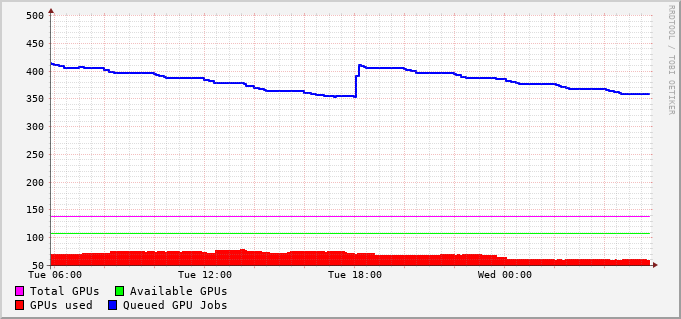 500
450
400
350
300
250
200
150
100
50
Tue 06:00 Tue 12:00 Tue 18:00 Wed 00:00
Total GPUs Available GPUs
GPUs used Queued GPU Jobs
RRDTOOL / TOBI OETIKER